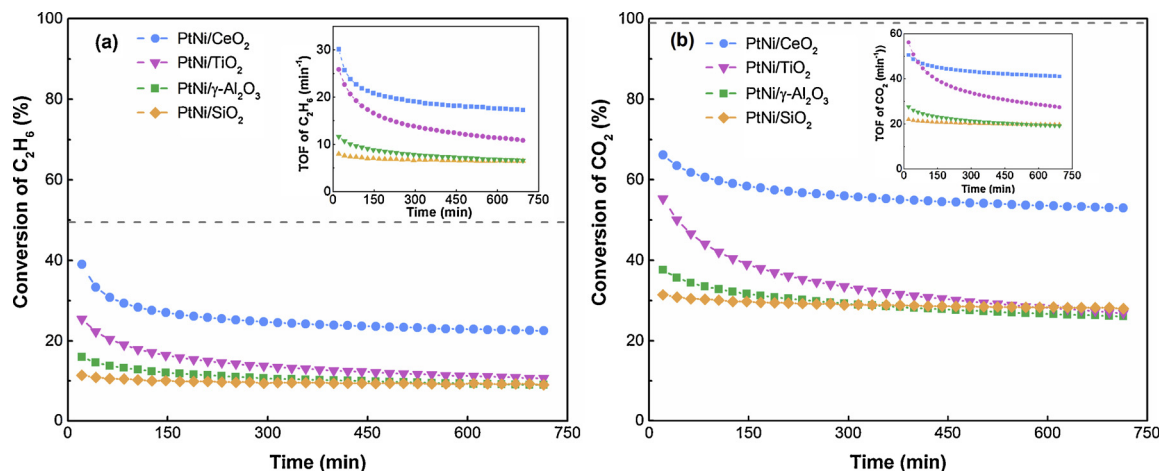 (a)
PtNi/CeO₂
PtNi/TiO₂
PtNi/γ-Al₂O₃
PtNi/SiO₂
Conversion of C₂H₆ (%)
100
80
60
40
20
0
0 150 300 450 600 750
Time (min)
TOF of C₂H₆ (min⁻¹)
30
20
10
0
0 150 300 450 600 750
Time (min)
(b)
PtNi/CeO₂
PtNi/TiO₂
PtNi/γ-Al₂O₃
PtNi/SiO₂
Conversion of CO₂ (%)
100
80
60
40
20
0
0 150 300 450 600 750
Time (min)
TOF of CO₂ (min⁻¹))
60
40
20
0
0 150 300 450 600 750
Time (min)